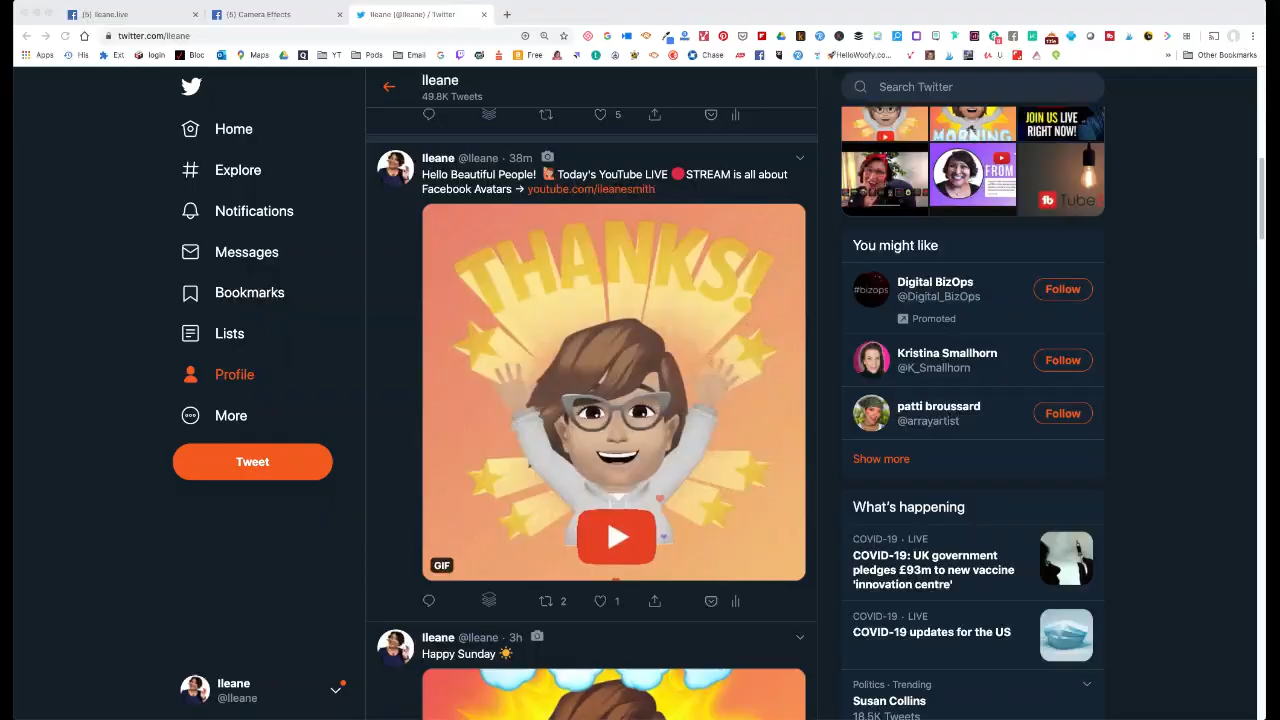 (5) Ileane.live
(5) Camera Effects
Ileane (@Ileane) / Twitter
twitter.com/ileane
Apps
His
Ext
login
Bloc
Maps
YT
Pods
Email
Free
Chase
HelloWoofy.co...
Other Bookmarks
Home
Explore
Notifications
Messages
Bookmarks
Lists
Profile
More
Tweet
Ileane
@Ileane
Ileane
49.8K Tweets
5
Ileane @Ileane · 38m
Hello Beautiful People! Today's YouTube LIVE STREAM is all about
Facebook Avatars → youtube.com/ileanesmith
THANKS!
GIF
2
1
Ileane @Ileane · 3h
Happy Sunday
Search Twitter
MORNING
JOIN US LIVE
RIGHT NOW!
FROM
Tube
You might like
#bizops
Digital BizOps
@Digital_BizOps
Promoted
Follow
Kristina Smallhorn
@K_Smallhorn
Follow
patti broussard
@arrayartist
Follow
Show more
What's happening
COVID-19 · LIVE
COVID-19: UK government
pledges £93m to new vaccine
'innovation centre'
COVID-19 · LIVE
COVID-19 updates for the US
Politics · Trending
Susan Collins
18.5K Tweets